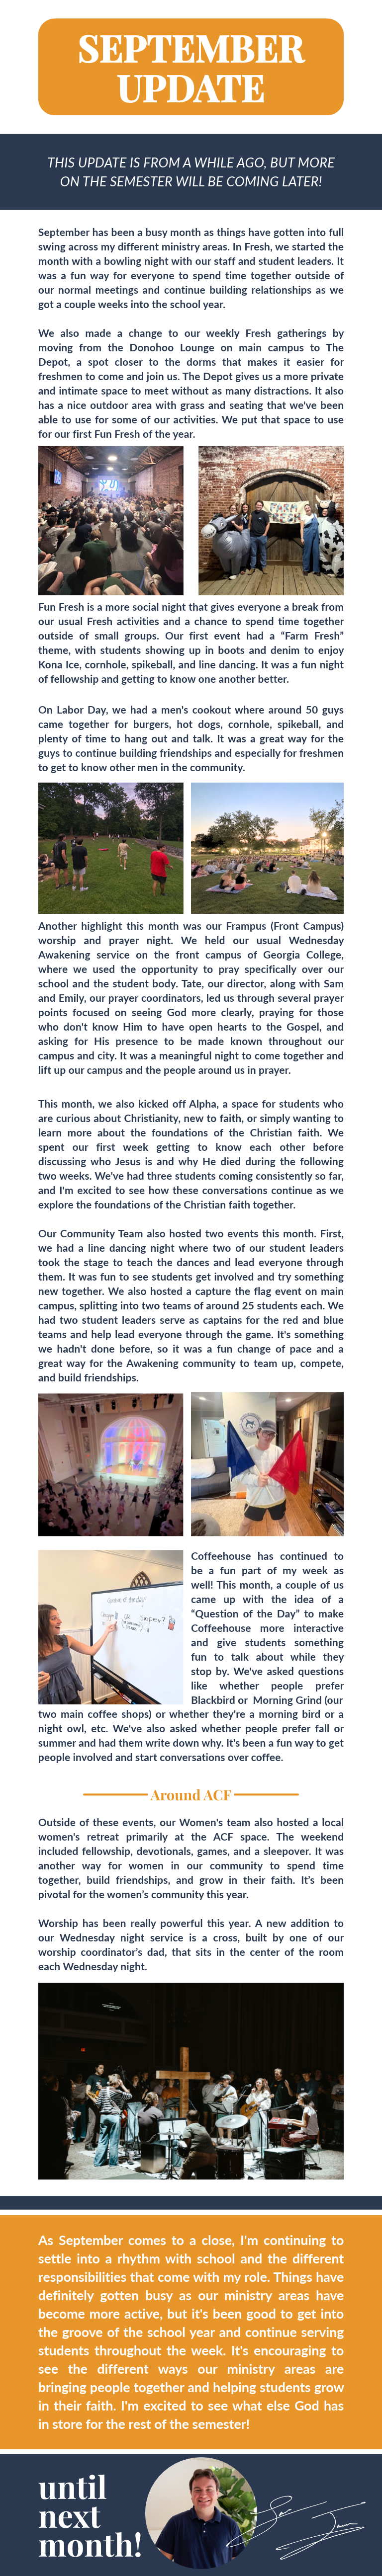 SEPTEMBER
UPDATE
THIS UPDATE IS FROM A WHILE AGO, BUT MORE
ON THE SEMESTER WILL BE COMING LATER!
September has been a busy month as things have gotten into full
swing across my different ministry areas. In Fresh, we started the
month with a bowling night with our staff and student leaders. It
was a fun way for everyone to spend time together outside of
our normal meetings and continue building relationships as we
got a couple weeks into the school year.
We also made a change to our weekly Fresh gatherings by
moving from the Donohoo Lounge on main campus to The
Depot, a spot closer to the dorms that makes it easier for
freshmen to come and join us. The Depot gives us a more private
and intimate space to meet without as many distractions. It also
has a nice outdoor area with grass and seating that we've been
able to use for some of our activities. We put that space to use
for our first Fun Fresh of the year.
FARM
Fun Fresh is a more social night that gives everyone a break from
our usual Fresh activities and a chance to spend time together
outside of small groups. Our first event had a “Farm Fresh”
theme, with students showing up in boots and denim to enjoy
Kona Ice, cornhole, spikeball, and line dancing. It was a fun night
of fellowship and getting to know one another better.
On Labor Day, we had a men's cookout where around 50 guys
came together for burgers, hot dogs, cornhole, spikeball, and
plenty of time to hang out and talk. It was a great way for the
guys to continue building friendships and especially for freshmen
to get to know other men in the community.
Another highlight this month was our Frampus (Front Campus)
worship and prayer night. We held our usual Wednesday
Awakening service on the front campus of Georgia College,
where we used the opportunity to pray specifically over our
school and the student body. Tate, our director, along with Sam
and Emily, our prayer coordinators, led us through several prayer
points focused on seeing God more clearly, praying for those
who don't know Him to have open hearts to the Gospel, and
asking for His presence to be made known throughout our
campus and city. It was a meaningful night to come together and
lift up our campus and the people around us in prayer.
This month, we also kicked off Alpha, a space for students who
are curious about Christianity, new to faith, or simply wanting to
learn more about the foundations of the Christian faith. We
spent our first week getting to know each other before
discussing who Jesus is and why He died during the following
two weeks. We've had three students coming consistently so far,
and I'm excited to see how these conversations continue as we
explore the foundations of the Christian faith together.
Our Community Team also hosted two events this month. First,
we had a line dancing night where two of our student leaders
took the stage to teach the dances and lead everyone through
them. It was fun to see students get involved and try something
new together. We also hosted a capture the flag event on main
campus, splitting into two teams of around 25 students each. We
had two student leaders serve as captains for the red and blue
teams and help lead everyone through the game. It's something
we hadn't done before, so it was a fun change of pace and a
great way for the Awakening community to team up, compete,
and build friendships.
Coffeehouse has continued to
be a fun part of my week as
well! This month, a couple of us
came up with the idea of a
“Question of the Day” to make
Coffeehouse more interactive
and give students something
fun to talk about while they
stop by. We've asked questions
like whether people prefer
Blackbird or Morning Grind (our
two main coffee shops) or whether they're a morning bird or a
night owl, etc. We've also asked whether people prefer fall or
summer and had them write down why. It's been a fun way to get
people involved and start conversations over coffee.
Around ACF
Outside of these events, our Women's team also hosted a local
women's retreat primarily at the ACF space. The weekend
included fellowship, devotionals, games, and a sleepover. It was
another way for women in our community to spend time
together, build friendships, and grow in their faith. It’s been
pivotal for the women’s community this year.
Worship has been really powerful this year. A new addition to
our Wednesday night service is a cross, built by one of our
worship coordinator’s dad, that sits in the center of the room
each Wednesday night.
As September comes to a close, I'm continuing to
settle into a rhythm with school and the different
responsibilities that come with my role. Things have
definitely gotten busy as our ministry areas have
become more active, but it's been good to get into
the groove of the school year and continue serving
students throughout the week. It's encouraging to
see the different ways our ministry areas are
bringing people together and helping students grow
in their faith. I'm excited to see what else God has
in store for the rest of the semester!
until
next
month!